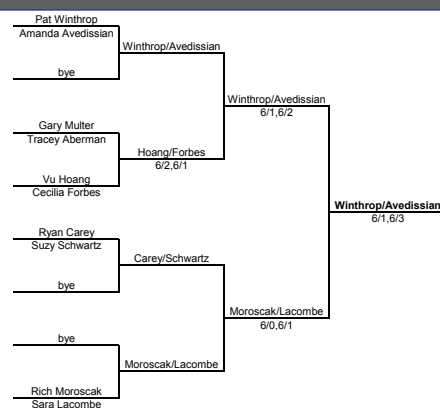 Pat Winthrop
Amanda Avedissian
Winthrop/Avedissian
bye
Winthrop/Avedissian
6/1,6/2
Gary Multer
Tracey Aberman
Hoang/Forbes
6/2,6/1
Vu Hoang
Cecilia Forbes
Winthrop/Avedissian
6/1,6/3
Ryan Carey
Suzy Schwartz
Carey/Schwartz
bye
Moroscak/Lacombe
6/0,6/1
bye
Moroscak/Lacombe
Rich Moroscak
Sara Lacombe